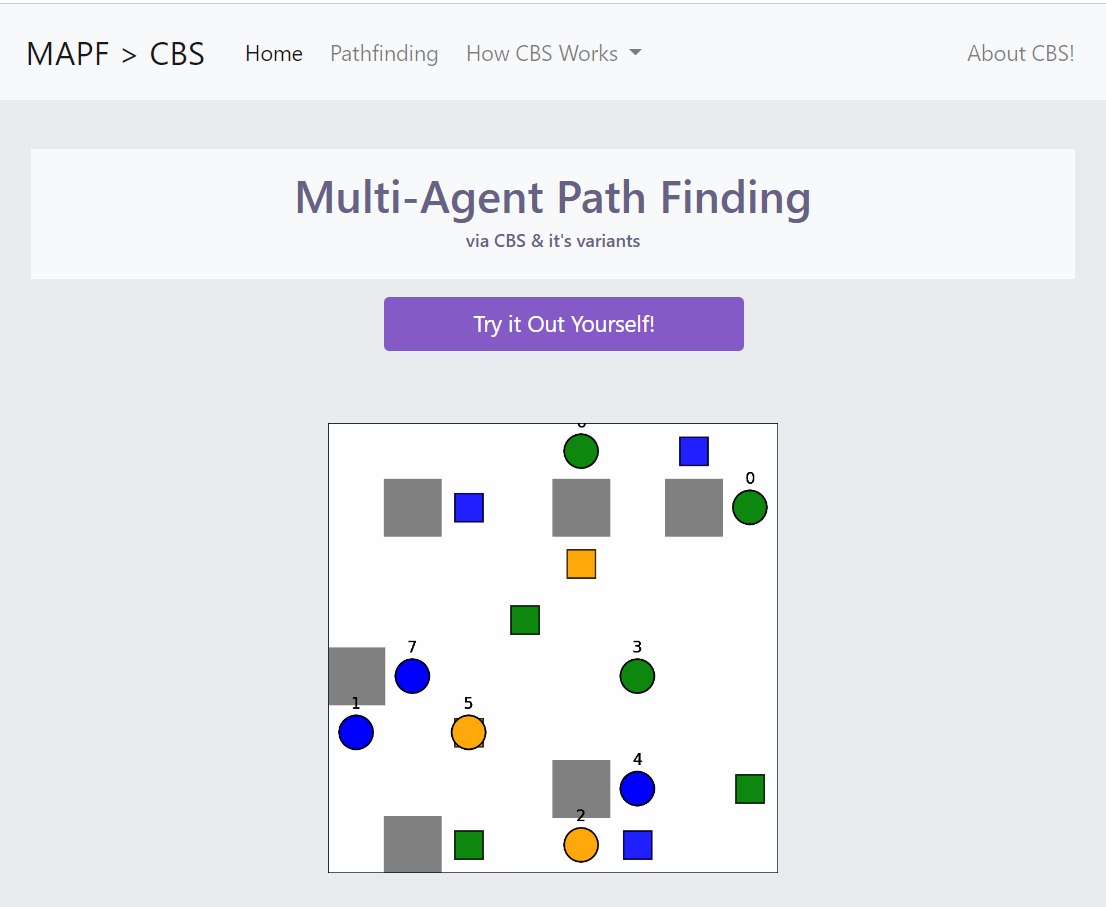 MAPF > CBS Home Pathfinding How CBS Works About CBS!
Multi-Agent Path Finding
via CBS & it's variants
Try it Out Yourself!
0
7
3
1
5
4
2